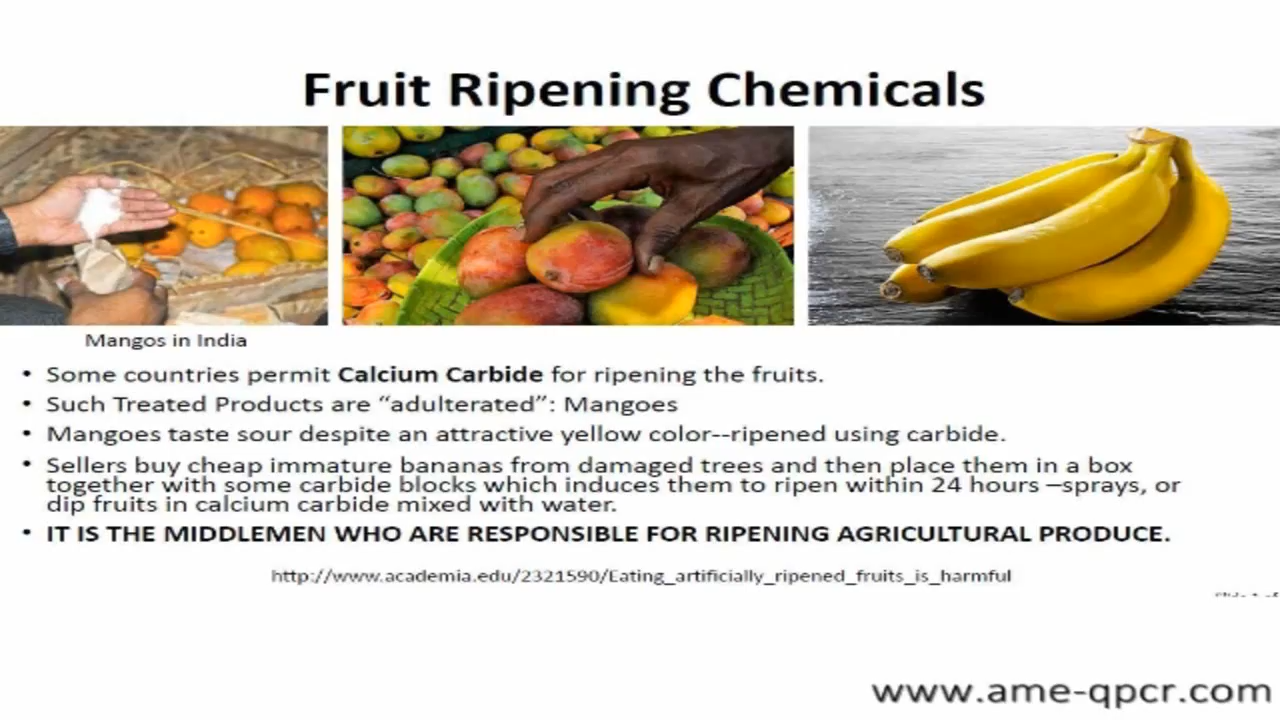 Fruit Ripening Chemicals
Mangos in India
• Some countries permit Calcium Carbide for ripening the fruits.
• Such Treated Products are “adulterated”: Mangoes
• Mangoes taste sour despite an attractive yellow color--ripened using carbide.
• Sellers buy cheap immature bananas from damaged trees and then place them in a box
together with some carbide blocks which induces them to ripen within 24 hours –sprays, or
dip fruits in calcium carbide mixed with water.
• IT IS THE MIDDLEMEN WHO ARE RESPONSIBLE FOR RIPENING AGRICULTURAL PRODUCE.
http://www.academia.edu/2321590/Eating_artificially_ripened_fruits_is_harmful
www.ame-qpcr.com